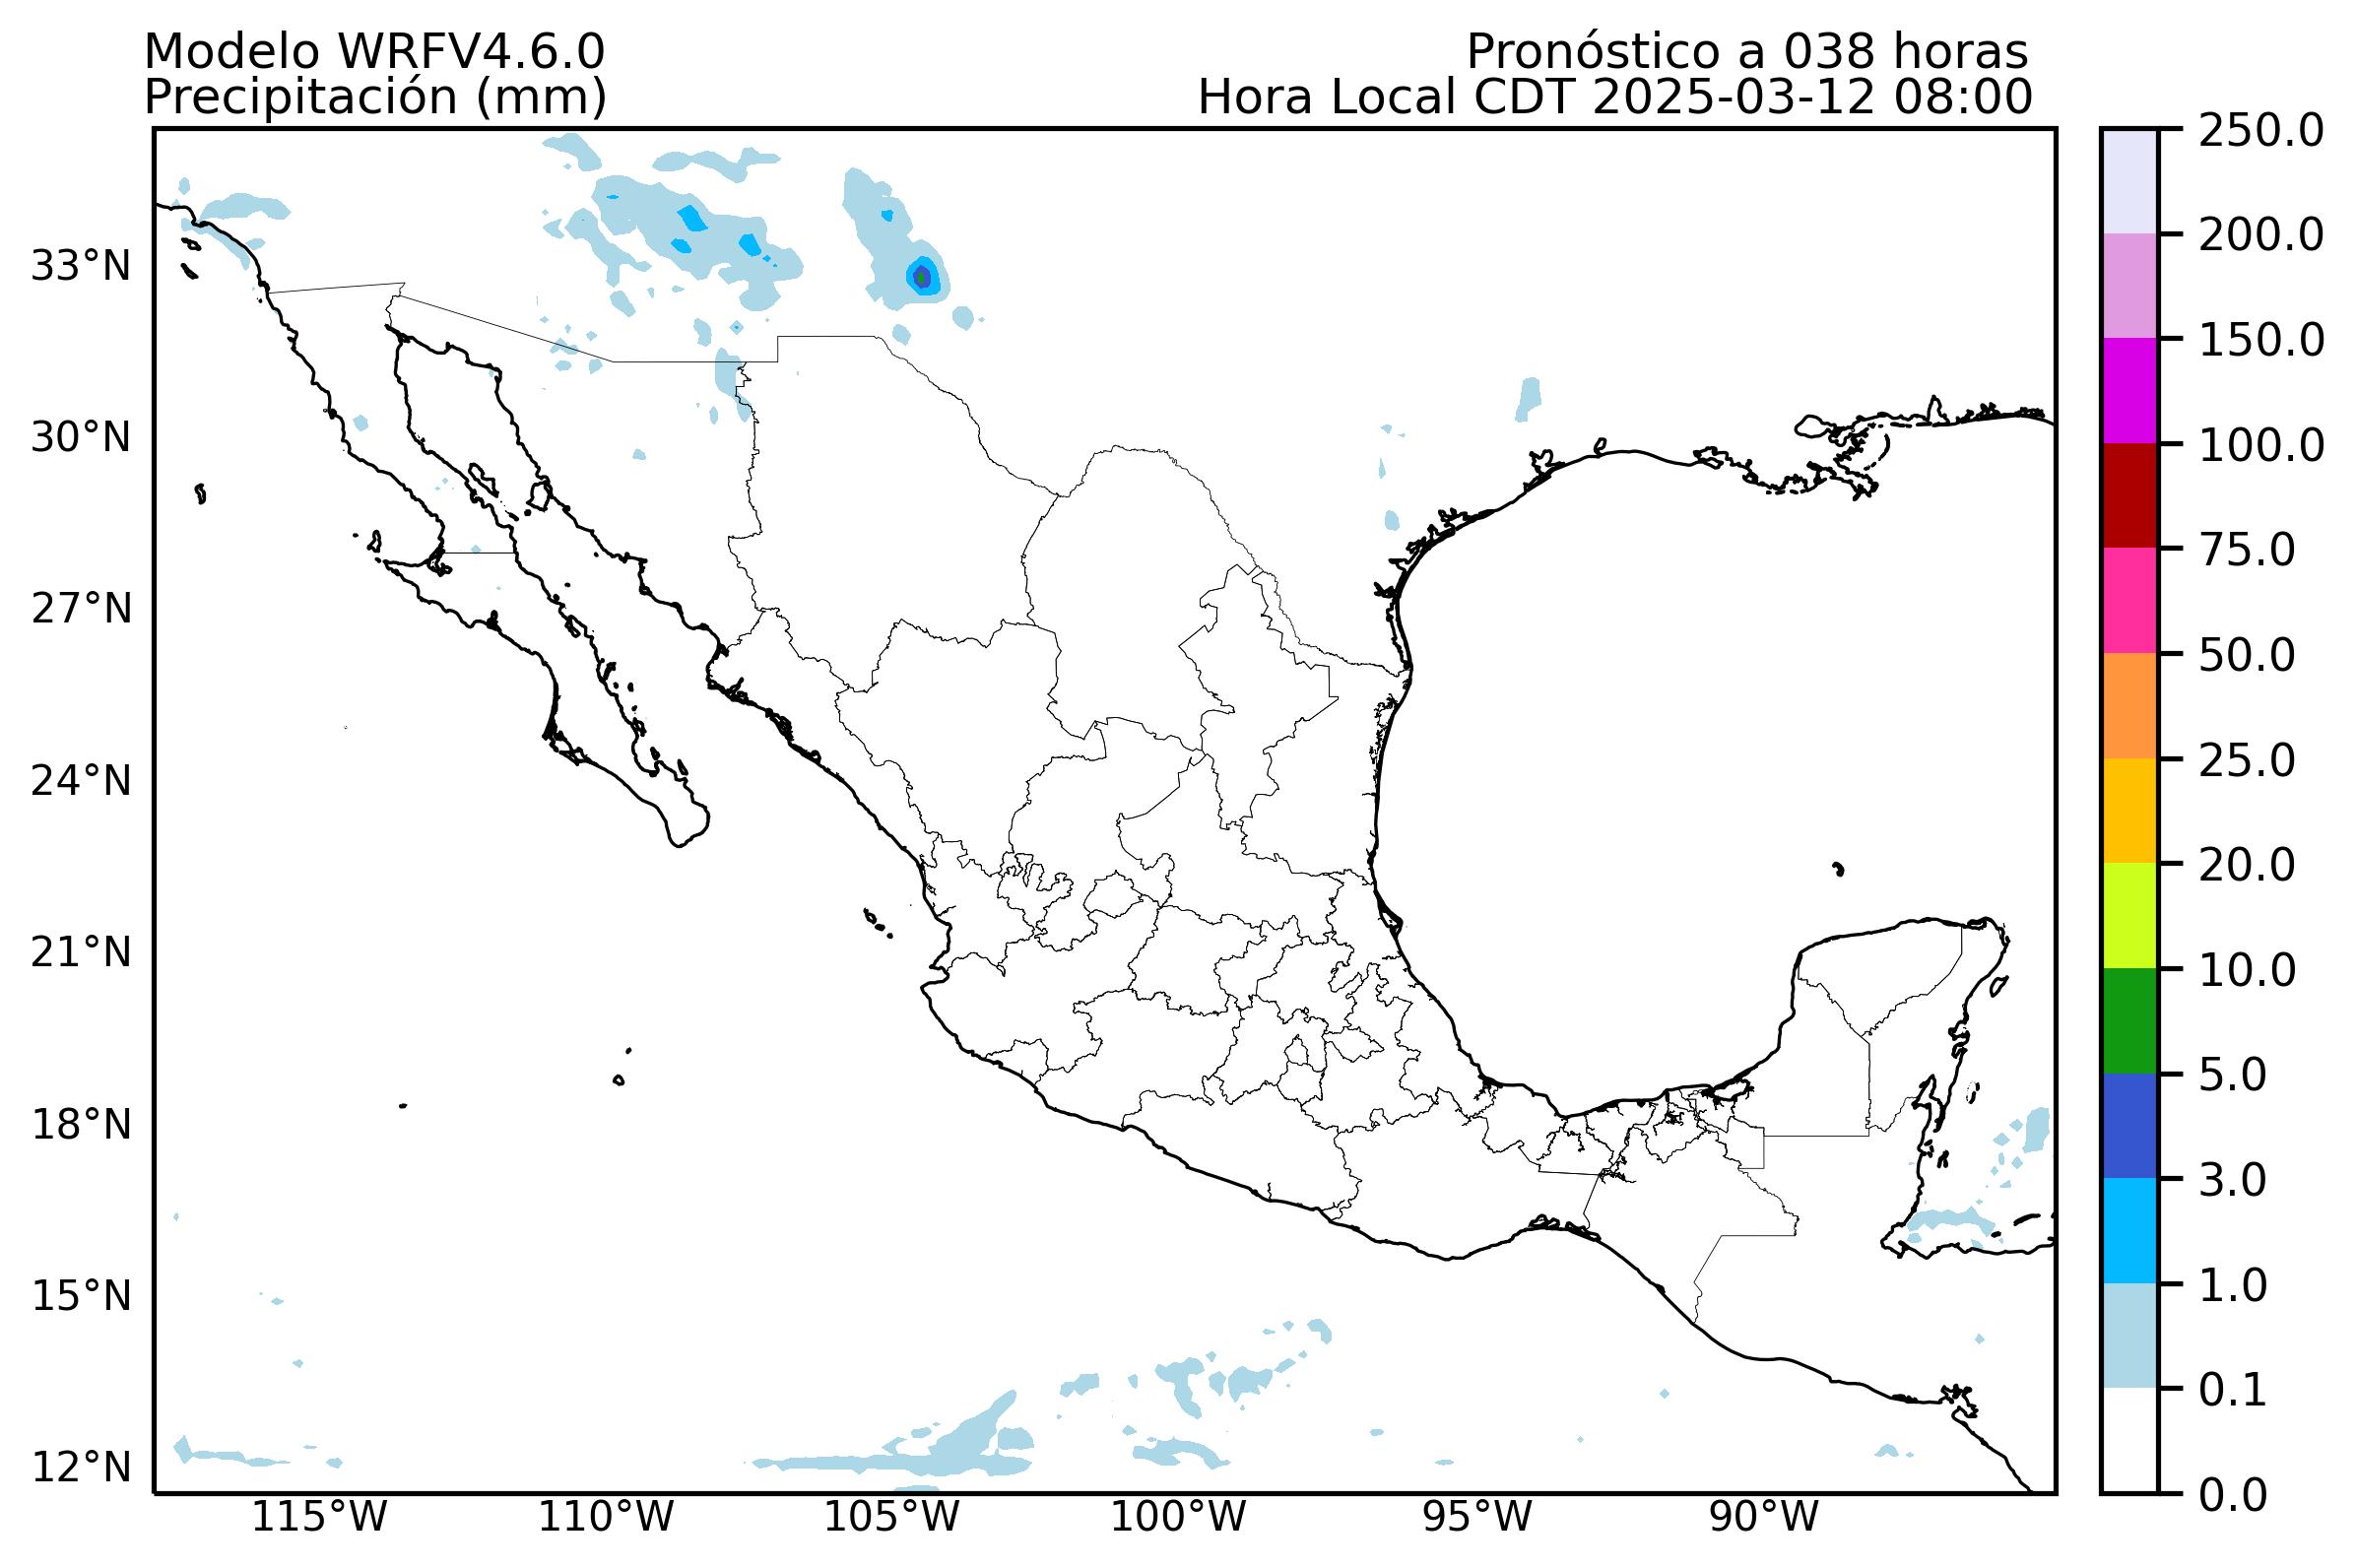 Modelo WRFV4.6.0
Pronóstico a 038 horas
Precipitación (mm)
Hora Local CDT 2025-03-12 08:00
33°N
30°N
27°N
24°N
21°N
18°N
15°N
12°N
115°W
110°W
105°W
100°W
95°W
90°W
250.0
200.0
150.0
100.0
75.0
50.0
25.0
20.0
10.0
5.0
3.0
1.0
0.1
0.0